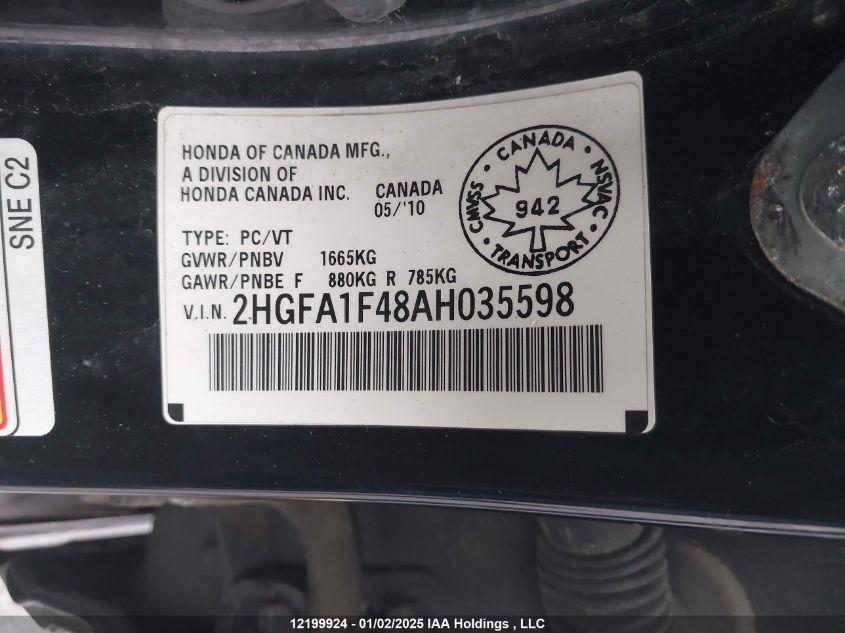 SNE C2
HONDA OF CANADA MFG.,
A DIVISION OF
HONDA CANADA INC.
CANADA
05/'10
TYPE: PC/VT
GVWR/PNBV 1665KG
GAWR/PNBE F 880KG R 785KG
V.I.N. 2HGFA1F48AH035598
CANADA
CMVSS
942
NSVAC
TRANSPORT
12199924 - 01/02/2025 IAA Holdings , LLC